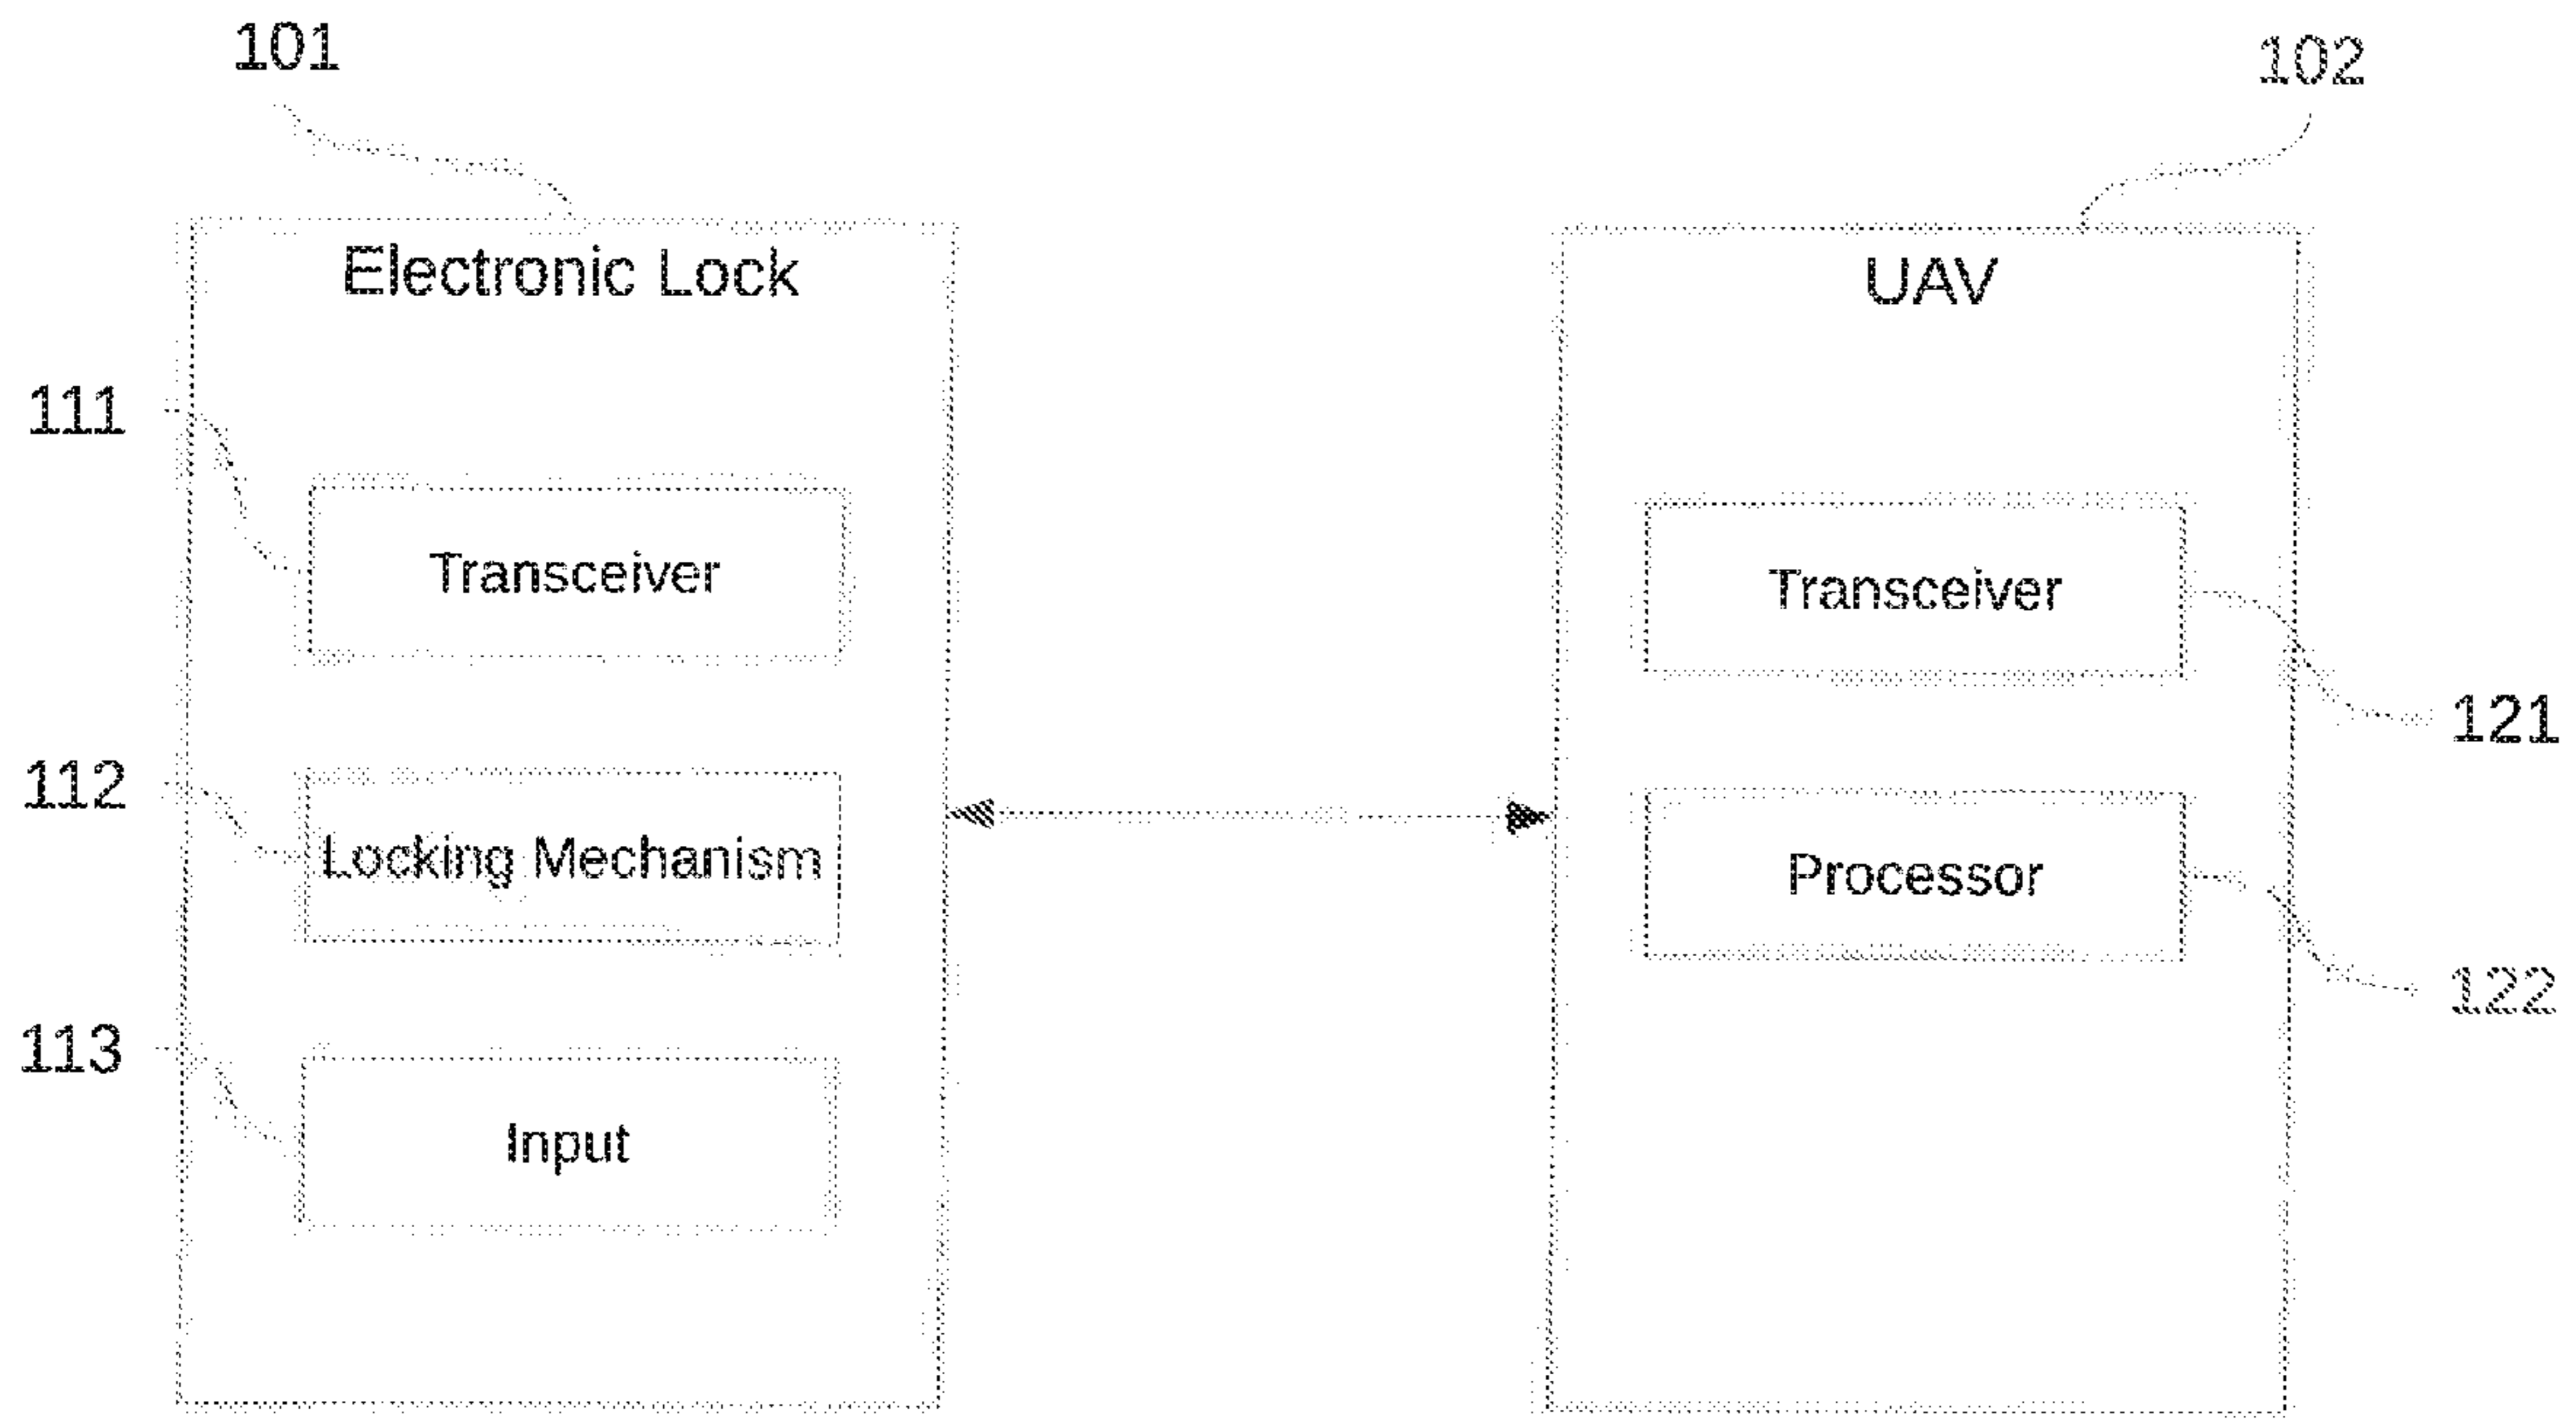 101
102
Electronic Lock
UAV
111
Transceiver
Transceiver
121
112
Locking Mechanism
Processor
122
113
Input